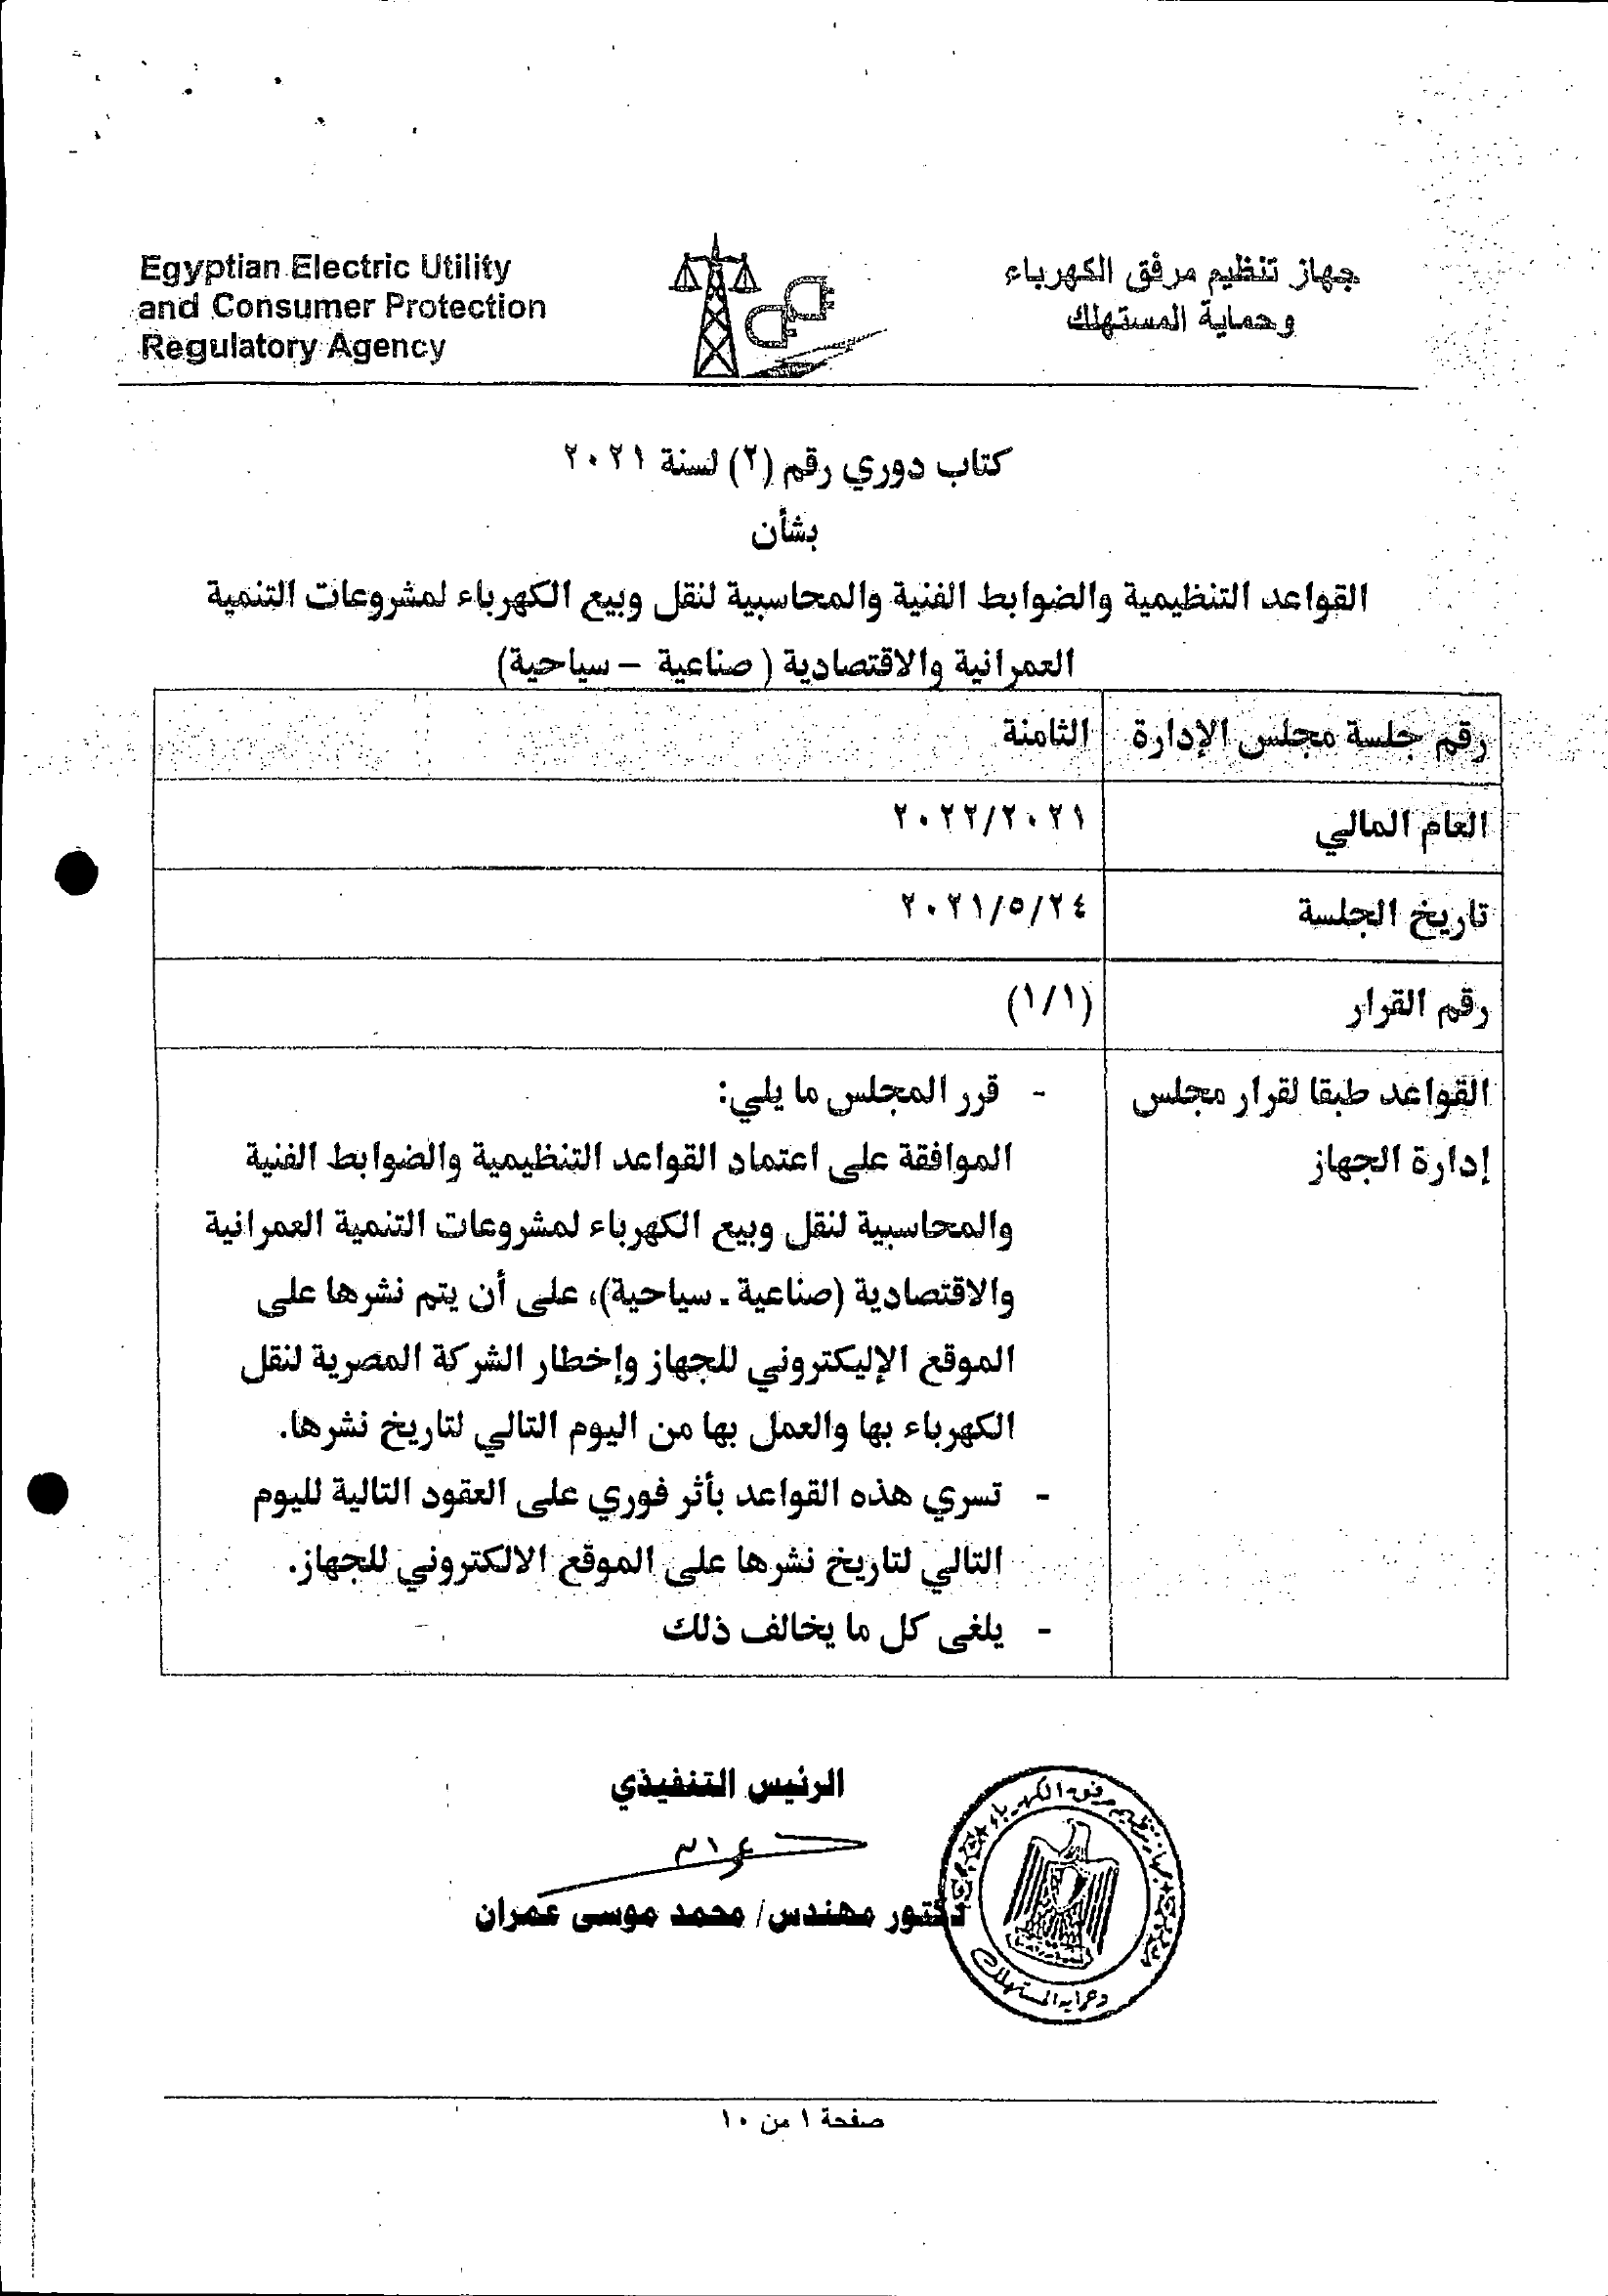 Egyptian Electric Utility
and Consumer Protection
Regulatory Agency
جهاز تنظيم مرفق الكهرباء
وحماية المستهلك
كتاب دوري رقم (٢) لسنة ٢٠٢١
بشأن
القواعد التنظيمية والضوابط الفنية والمحاسبية لنقل وبيع الكهرباء لمشروعات التنمية
العمرانية والاقتصادية ( صناعية – سياحية)
رقم جلسة مجلس الإدارة الثامنة
العام المالي ٢٠٢٢/٢٠٢١
تاريخ الجلسة ٢٠٢١/٥/٢٤
رقم القرار (١/١)
القواعد طبقا لقرار مجلس
إدارة الجهاز
- قرر المجلس ما يلي:
الموافقة على اعتماد القواعد التنظيمية والضوابط الفنية
والمحاسبية لنقل وبيع الكهرباء لمشروعات التنمية العمرانية
والاقتصادية (صناعية ـ سياحية)، على أن يتم نشرها على
الموقع الإليكتروني للجهاز وإخطار الشركة المصرية لنقل
الكهرباء بها والعمل بها من اليوم التالي لتاريخ نشرها.
- تسري هذه القواعد بأثر فوري على العقود التالية لليوم
التالي لتاريخ نشرها على الموقع الالكتروني للجهاز.
- يلغى كل ما يخالف ذلك
الرئيس التنفيذي
دكتور مهندس/ محمد موسى عمران
جهاز تنظيم مرفق الكهرباء
وحماية المستهلك
صفحة ١ من ١٠